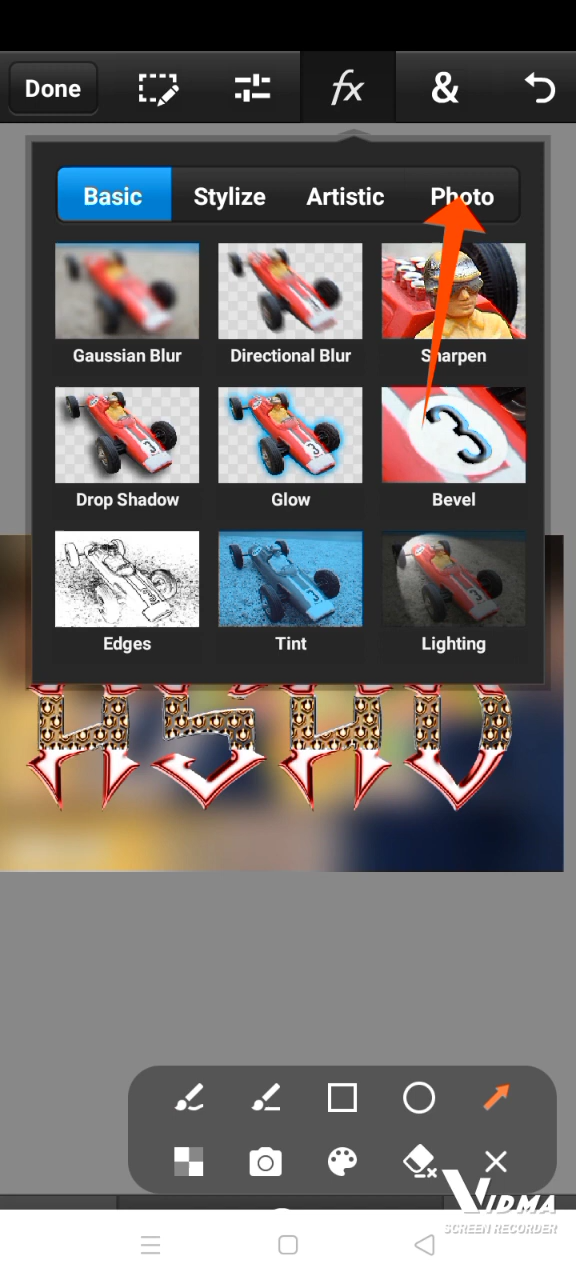 Done fx &
Basic Stylize Artistic Photo
Gaussian Blur Directional Blur Sharpen
Drop Shadow Glow Bevel
Edges Tint Lighting
VIDMA
SCREEN RECORDER